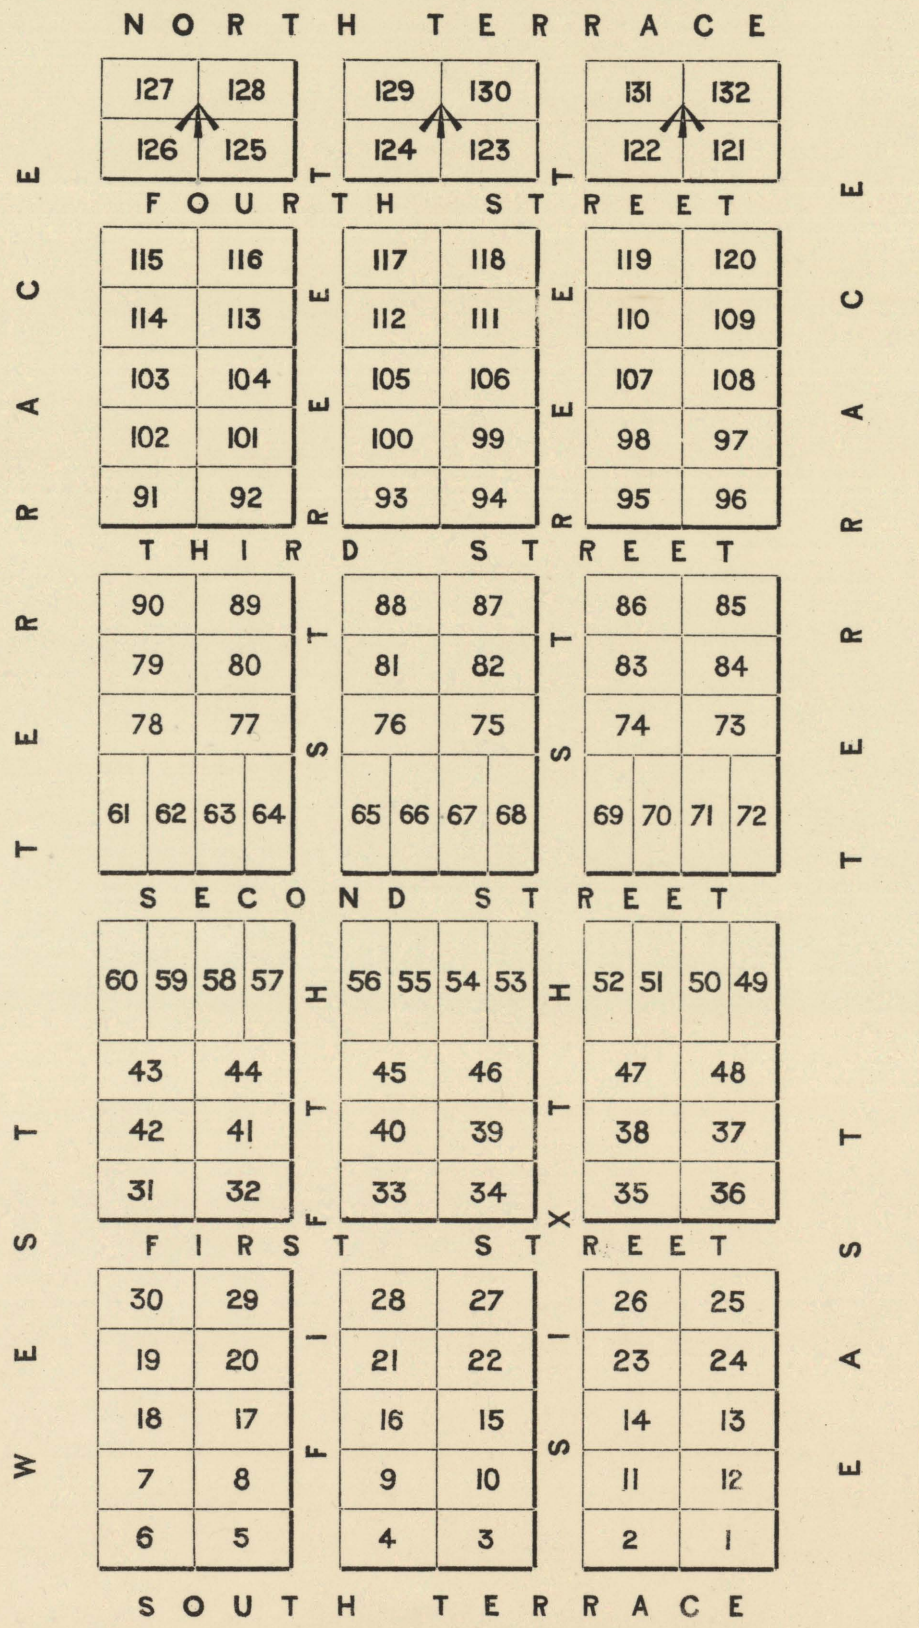 NORTH TERRACE
127 128 129 130 131 132
126 125 124 123 122 121
FOURTH STREET
115 116 117 118 119 120
114 113 112 111 110 109
103 104 105 106 107 108
102 101 100 99 98 97
91 92 93 94 95 96
THIRD STREET
90 89 88 87 86 85
79 80 81 82 83 84
78 77 76 75 74 73
61 62 63 64 65 66 67 68 69 70 71 72
SECOND STREET
60 59 58 57 56 55 54 53 52 51 50 49
43 44 45 46 47 48
42 41 40 39 38 37
31 32 33 34 35 36
FIRST STREET
30 29 28 27 26 25
19 20 21 22 23 24
18 17 16 15 14 13
7 8 9 10 11 12
6 5 4 3 2 1
SOUTH TERRACE
WEST TERRACE
FIFTH STREET
SIXTH STREET
EAST TERRACE